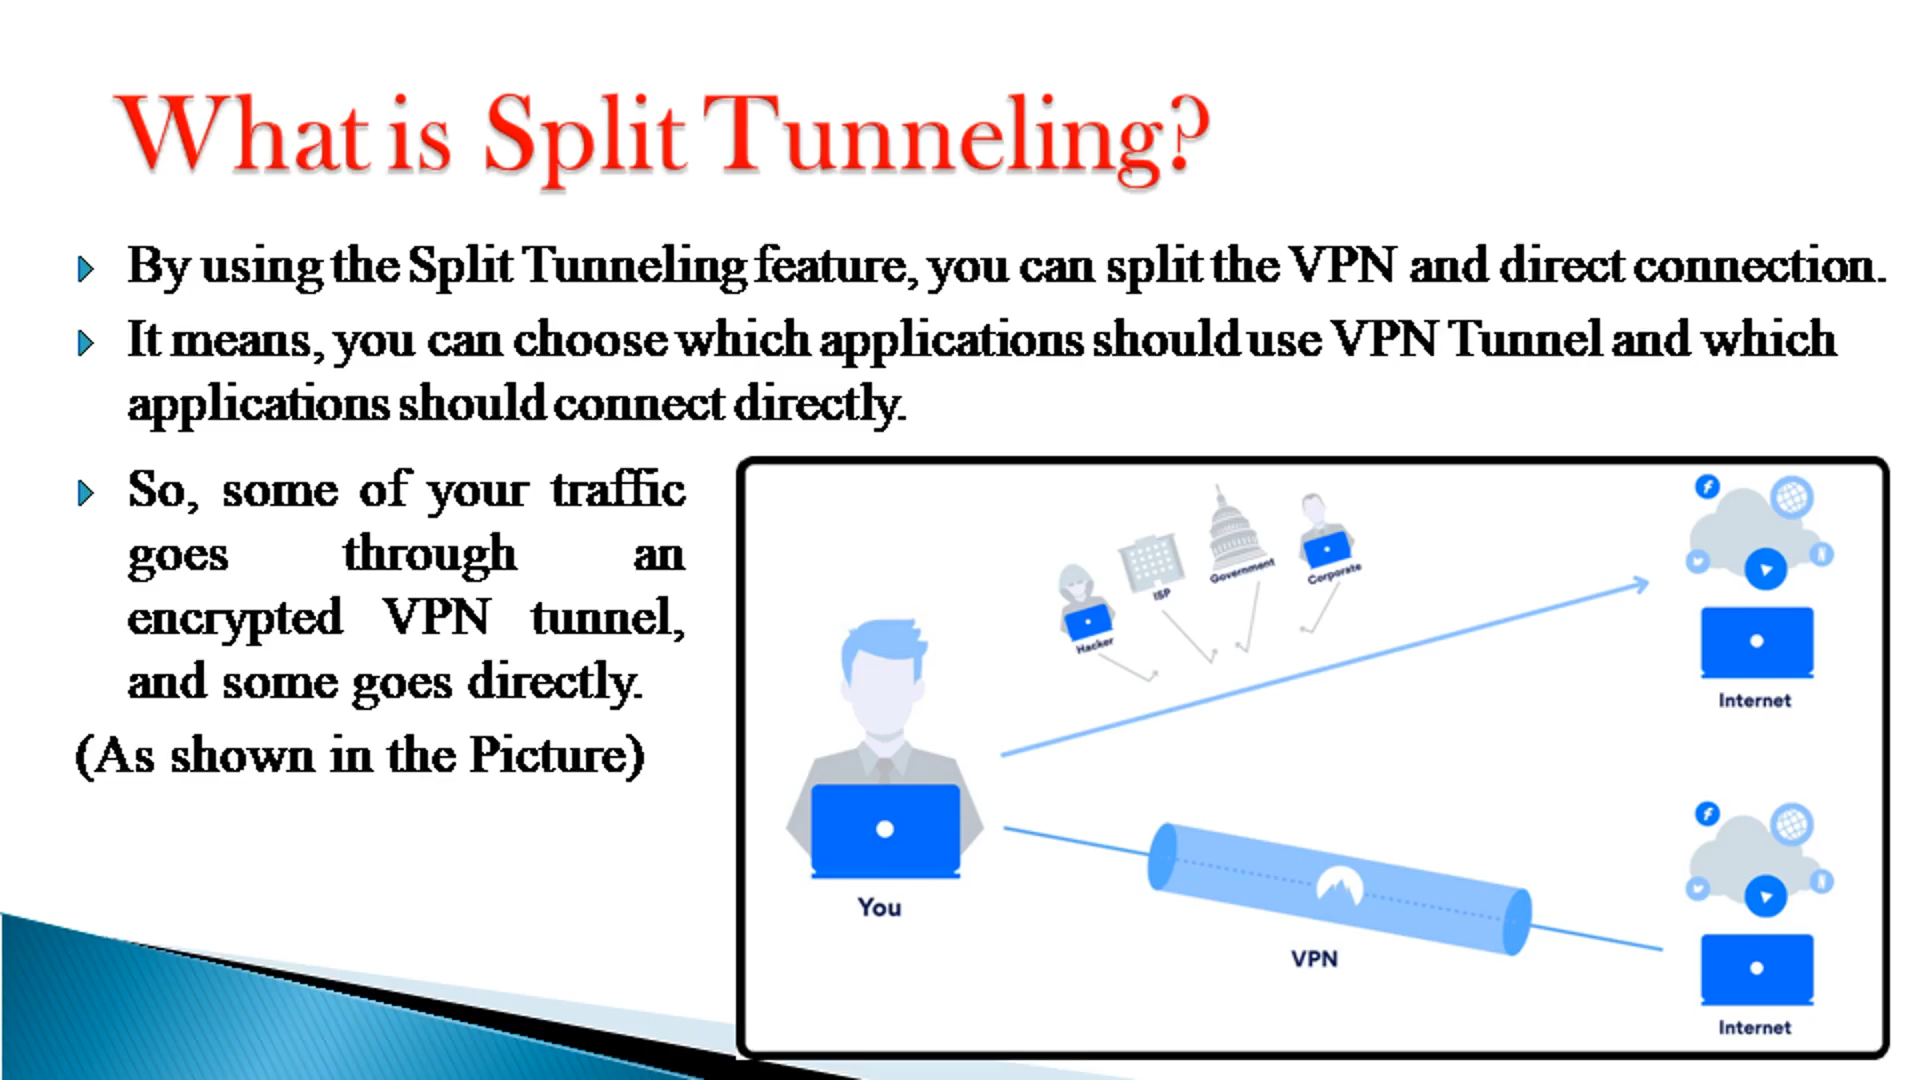 What is Split Tunneling?
By using the Split Tunneling feature, you can split the VPN and direct connection.
It means, you can choose which applications should use VPN Tunnel and which
applications should connect directly.
So, some of your traffic
goes through an
encrypted VPN tunnel,
and some goes directly.
(As shown in the Picture)
Hacker
ISP
Government
Corporate
Internet
You
VPN
Internet